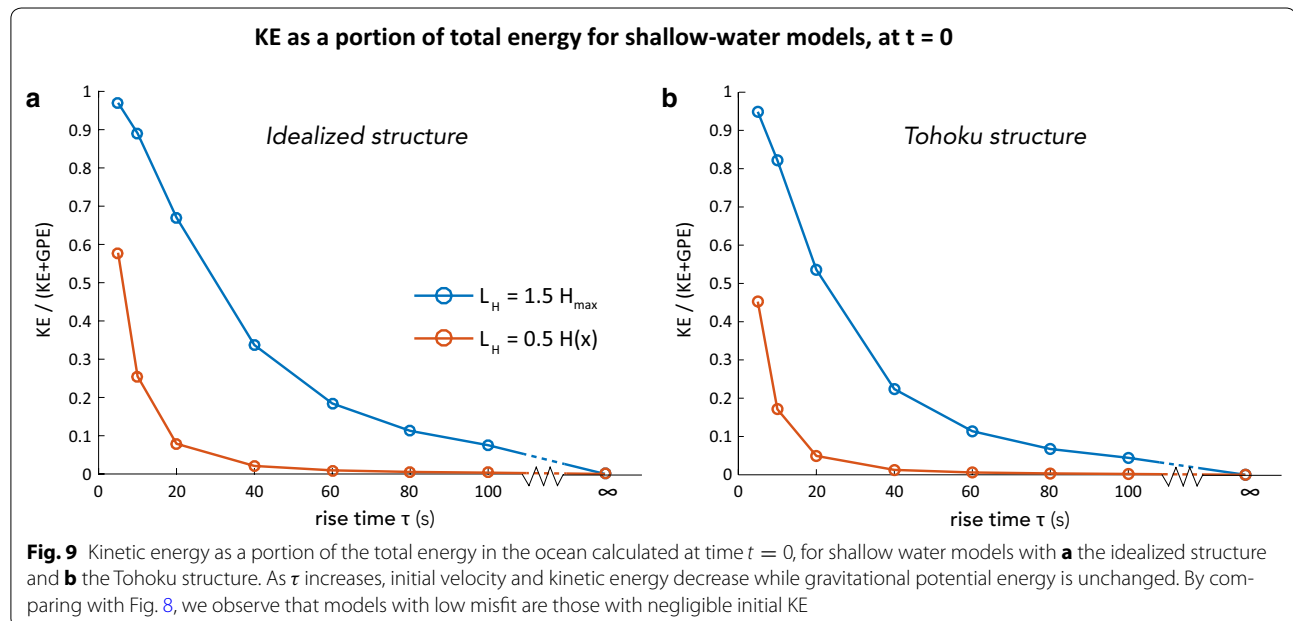 KE as a portion of total energy for shallow-water models, at t = 0
a
Idealized structure
KE / (KE+GPE)
1
0.9
0.8
0.7
0.6
0.5
0.4
0.3
0.2
0.1
0
L_H = 1.5 H_max
L_H = 0.5 H(x)
0 20 40 60 80 100 ∞
rise time τ (s)
b
Tohoku structure
KE / (KE+GPE)
1
0.9
0.8
0.7
0.6
0.5
0.4
0.3
0.2
0.1
0
0 20 40 60 80 100 ∞
rise time τ (s)
Fig. 9 Kinetic energy as a portion of the total energy in the ocean calculated at time t = 0, for shallow water models with a the idealized structure
and b the Tohoku structure. As τ increases, initial velocity and kinetic energy decrease while gravitational potential energy is unchanged. By com-
paring with Fig. 8, we observe that models with low misfit are those with negligible initial KE